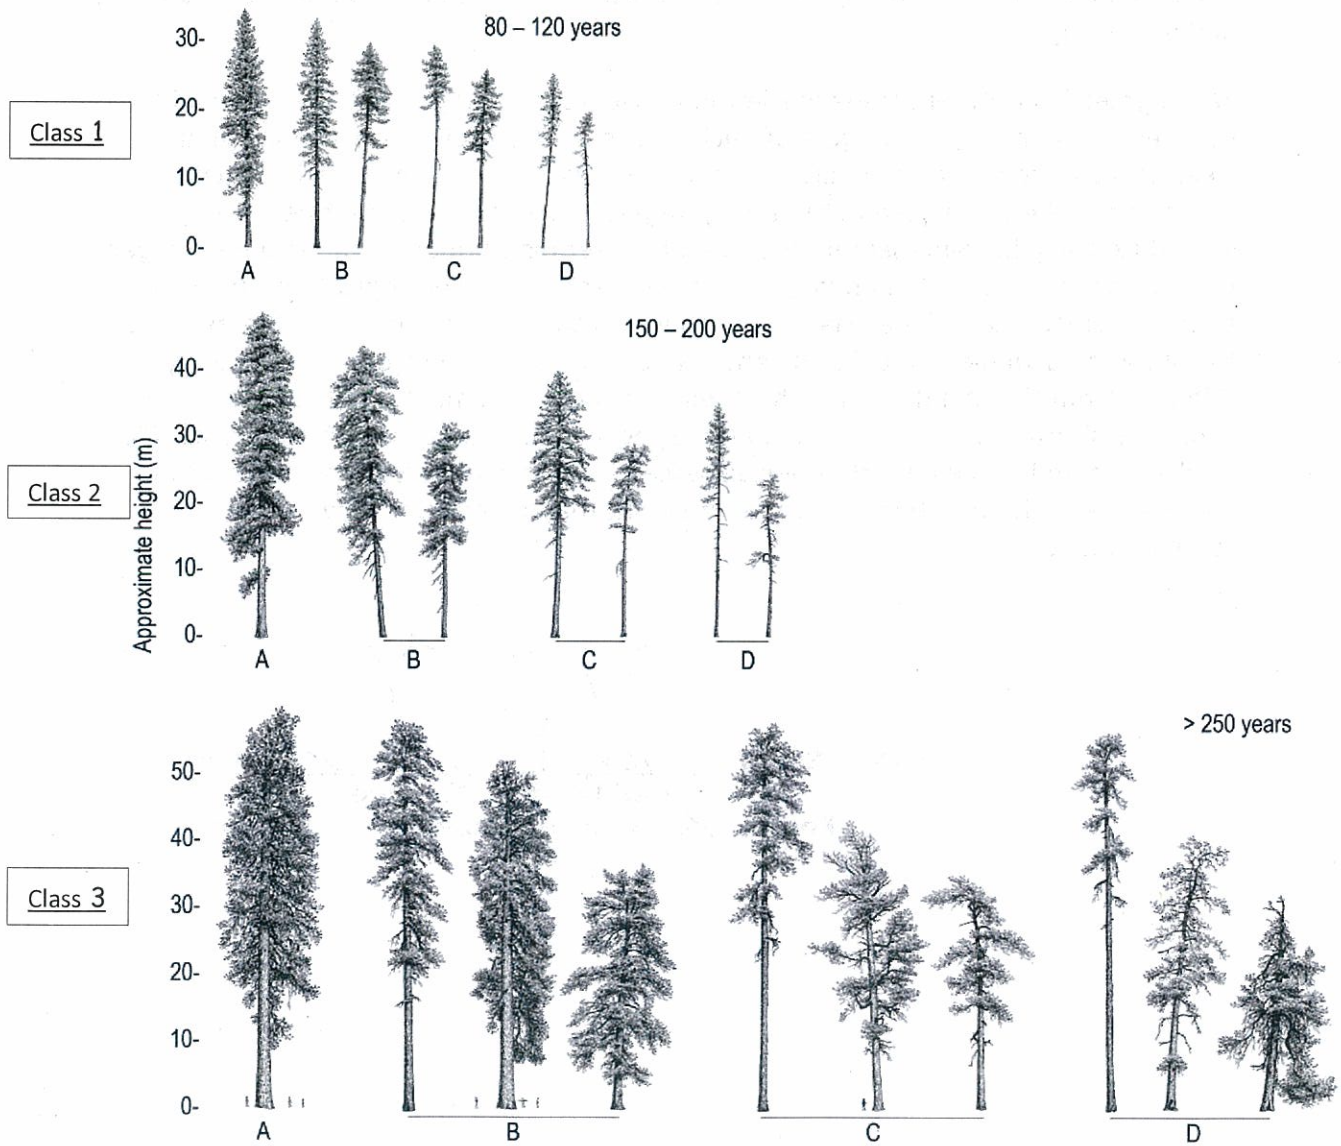 80 – 120 years
Class 1
30-
20-
10-
0-
A B C D
150 – 200 years
Class 2
Approximate height (m)
40-
30-
20-
10-
0-
A B C D
> 250 years
Class 3
50-
40-
30-
20-
10-
0-
A B C D